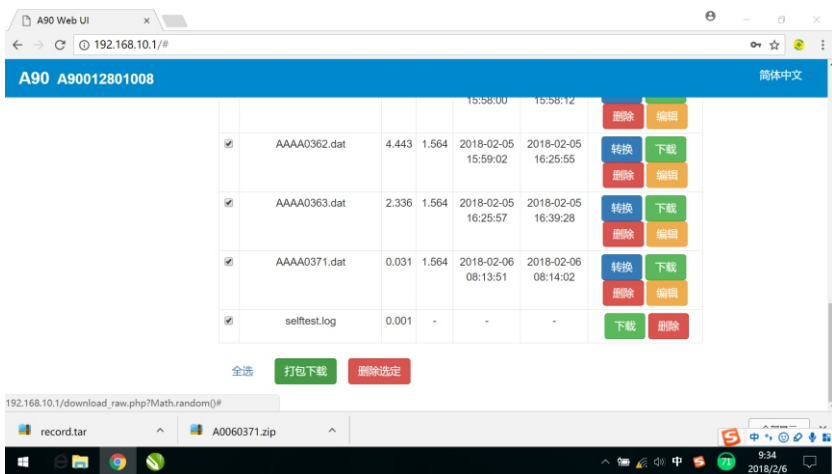 A90 Web UI
192.168.10.1/#
A90 A90012801008
简体中文
15:58:00 15:58:12
删除 编辑
AAAA0362.dat 4.443 1.564 2018-02-05 2018-02-05 转换 下载
15:59:02 16:25:55
删除 编辑
AAAA0363.dat 2.336 1.564 2018-02-05 2018-02-05 转换 下载
16:25:57 16:39:28
删除 编辑
AAAA0371.dat 0.031 1.564 2018-02-06 2018-02-06 转换 下载
08:13:51 08:14:02
删除 编辑
selftest.log 0.001 - - - 下载 删除
全选 打包下载 删除选定
192.168.10.1/download_raw.php?Math.random()#
record.tar A0060371.zip
中
中 71 9:34
2018/2/6